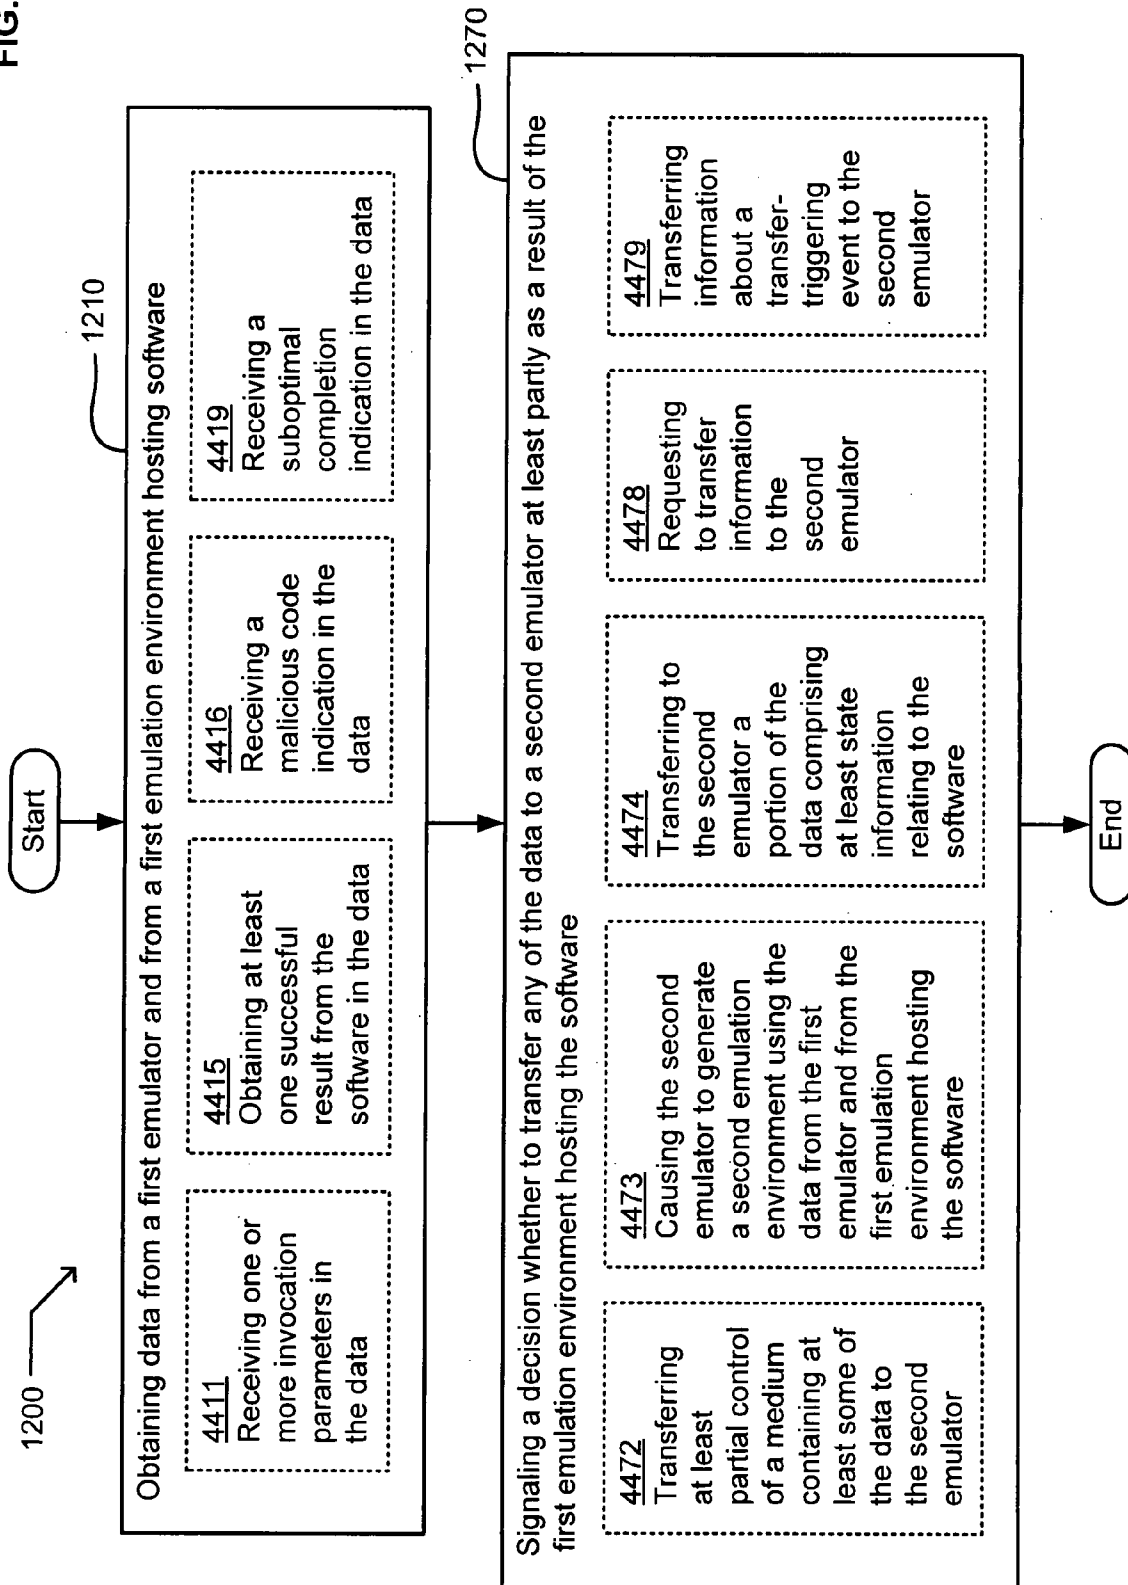 FIG.
1200
Start
1210
Obtaining data from a first emulator and from a first emulation environment hosting software
4411
Receiving one or
more invocation
parameters in
the data
4415
Obtaining at least
one successful
result from the
software in the data
4416
Receiving a
malicious code
indication in the
data
4419
Receiving a
suboptimal
completion
indication in the data
1270
Signaling a decision whether to transfer any of the data to a second emulator at least partly as a result of the
first emulation environment hosting the software
4472
Transferring
at least
partial control
of a medium
containing at
least some of
the data to
the second
emulator
4473
Causing the second
emulator to generate
a second emulation
environment using the
data from the first
emulator and from the
first emulation
environment hosting
the software
4474
Transferring to
the second
emulator a
portion of the
data comprising
at least state
information
relating to the
software
4478
Requesting
to transfer
information
to the
second
emulator
4479
Transferring
information
about a
transfer-
triggering
event to the
second
emulator
End